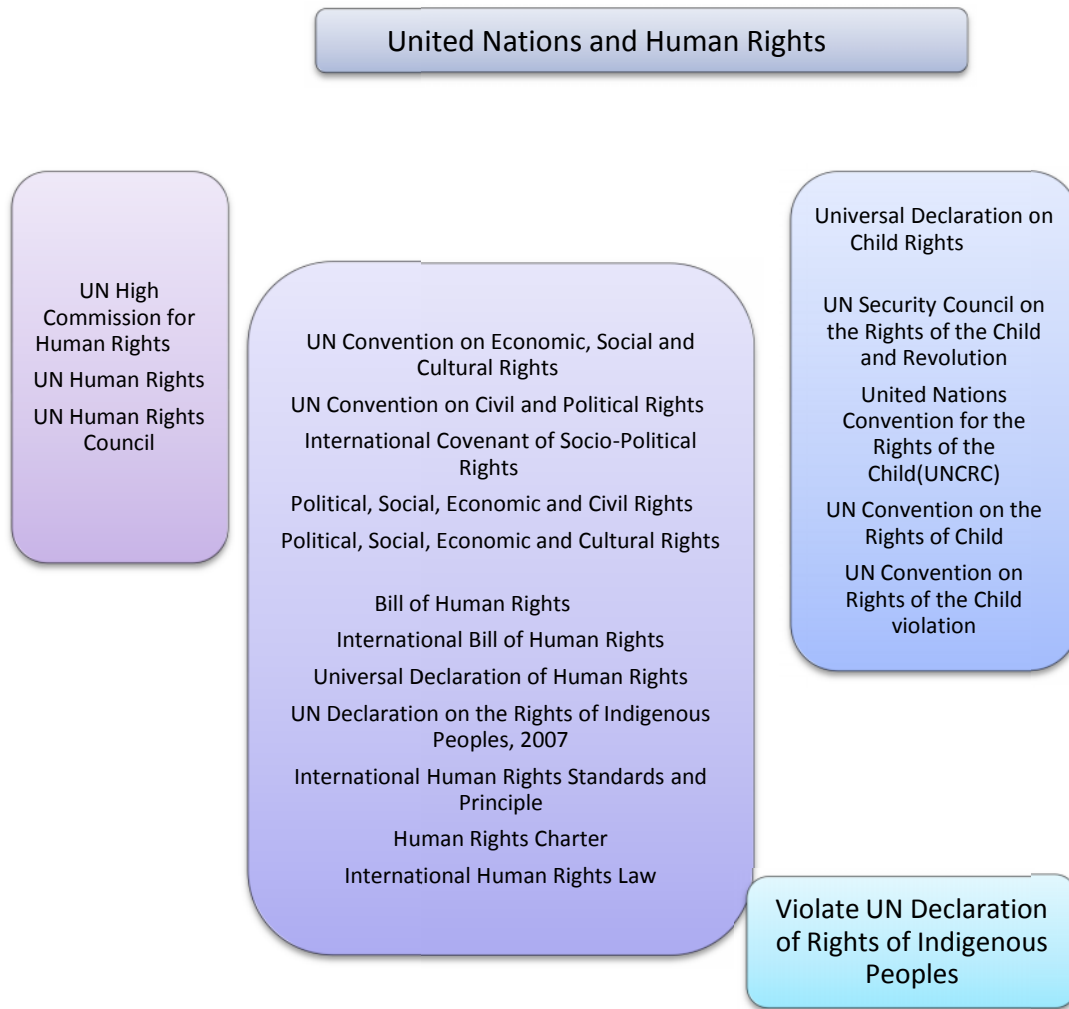 United Nations and Human Rights
UN High
Commission for
Human Rights
UN Human Rights
UN Human Rights
Council
UN Convention on Economic, Social and
Cultural Rights
UN Convention on Civil and Political Rights
International Covenant of Socio-Political
Rights
Political, Social, Economic and Civil Rights
Political, Social, Economic and Cultural Rights
Bill of Human Rights
International Bill of Human Rights
Universal Declaration of Human Rights
UN Declaration on the Rights of Indigenous
Peoples, 2007
International Human Rights Standards and
Principle
Human Rights Charter
International Human Rights Law
Universal Declaration on
Child Rights
UN Security Council on
the Rights of the Child
and Revolution
United Nations
Convention for the
Rights of the
Child(UNCRC)
UN Convention on the
Rights of Child
UN Convention on
Rights of the Child
violation
Violate UN Declaration
of Rights of Indigenous
Peoples